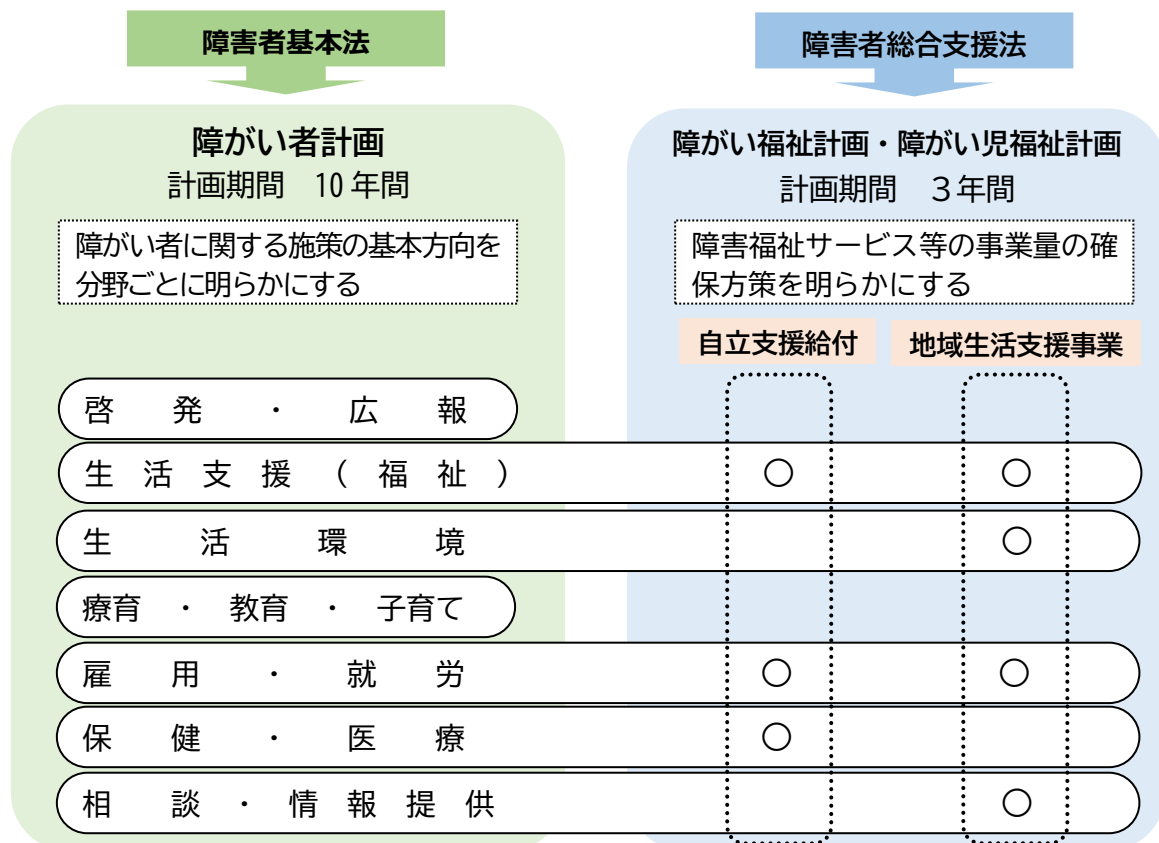 障害者基本法
障がい者計画
計画期間 10年間
障がい者に関する施策の基本方向を
分野ごとに明らかにする
障害者総合支援法
障がい福祉計画・障がい児福祉計画
計画期間 3年間
障害福祉サービス等の事業量の確
保方策を明らかにする
自立支援給付 地域生活支援事業
啓発・広報
生活支援(福祉) ○ ○
生活環境 ○
療育・教育・子育て
雇用・就労 ○ ○
保健・医療 ○
相談・情報提供 ○